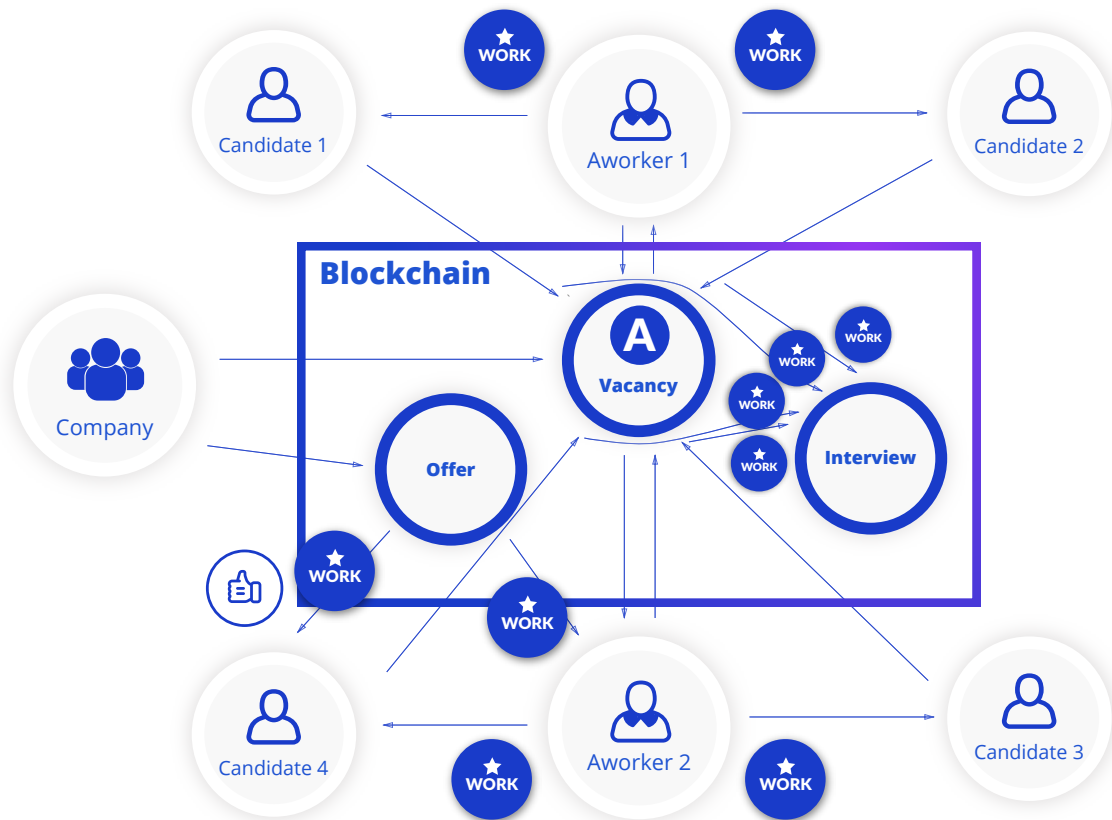 WORK
WORK
Candidate 1
Aworker 1
Candidate 2
Blockchain
A
Vacancy
WORK
WORK
WORK
WORK
Company
Offer
Interview
WORK
WORK
Candidate 4
Aworker 2
Candidate 3
WORK
WORK